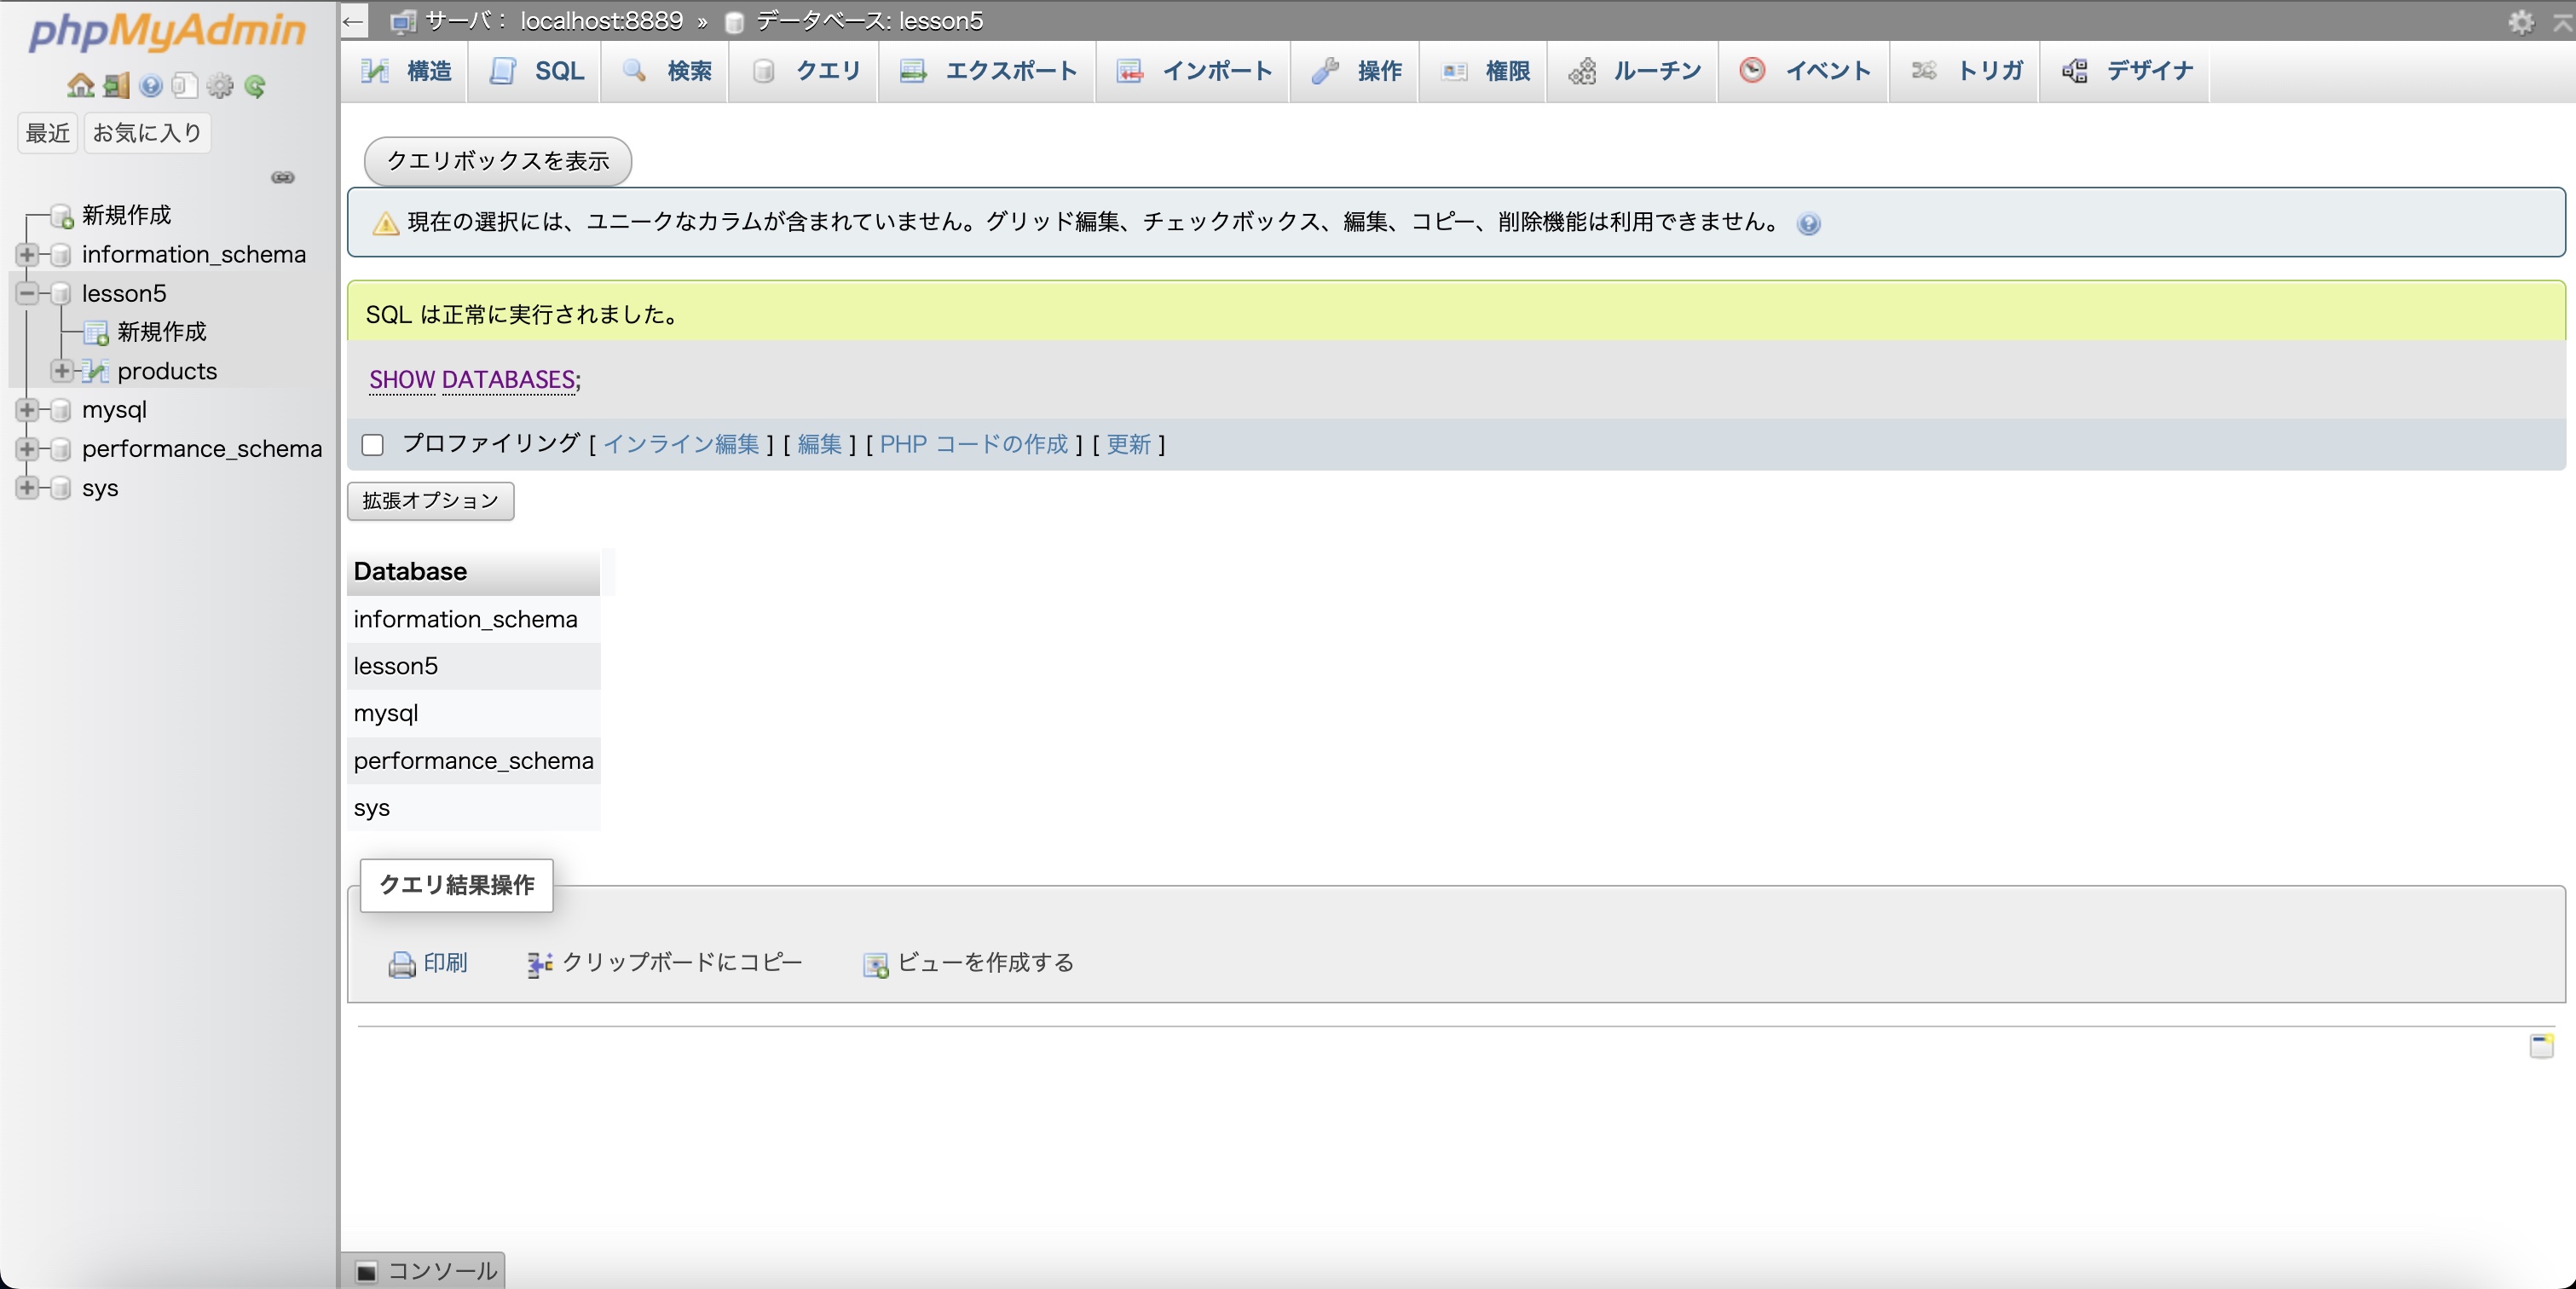 phpMyAdmin
最近 お気に入り
新規作成
information_schema
lesson5
新規作成
products
mysql
performance_schema
sys
サーバ： localhost:8889 » データベース: lesson5
構造 SQL 検索 クエリ エクスポート インポート 操作 権限 ルーチン イベント トリガ デザイナ
クエリボックスを表示
現在の選択には、ユニークなカラムが含まれていません。グリッド編集、チェックボックス、編集、コピー、削除機能は利用できません。
SQL は正常に実行されました。
SHOW DATABASES;
プロファイリング [ インライン編集 ] [ 編集 ] [ PHP コードの作成 ] [ 更新 ]
拡張オプション
Database
information_schema
lesson5
mysql
performance_schema
sys
クエリ結果操作
印刷 クリップボードにコピー ビューを作成する
コンソール